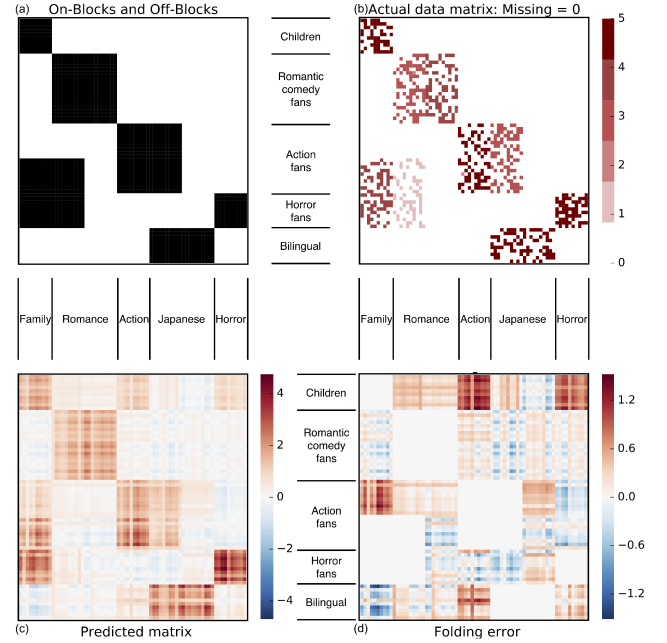 (a) On-Blocks and Off-Blocks
(b) Actual data matrix: Missing = 0
Children
Romantic
comedy
fans
Action
fans
Horror
fans
Bilingual
5
4
3
2
1
0
Family Romance Action Japanese Horror
Family Romance Action Japanese Horror
4
2
0
−2
−4
Children
Romantic
comedy
fans
Action
fans
Horror
fans
Bilingual
1.2
0.6
0.0
−0.6
−1.2
(c) Predicted matrix
(d) Folding error